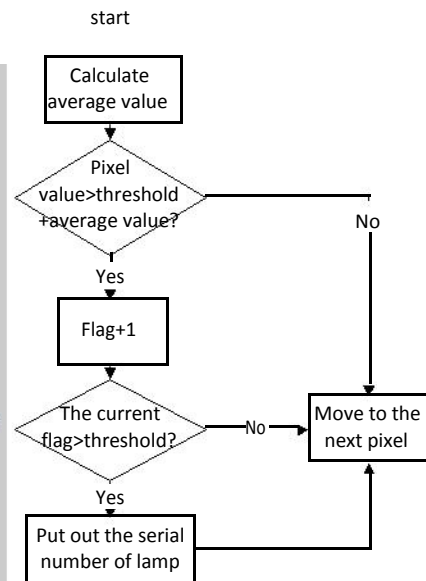 start
Calculate
average value
Pixel
value>threshold
+average value?
No
Yes
Flag+1
The current
flag>threshold?
No
Move to the
next pixel
Yes
Put out the serial
number of lamp